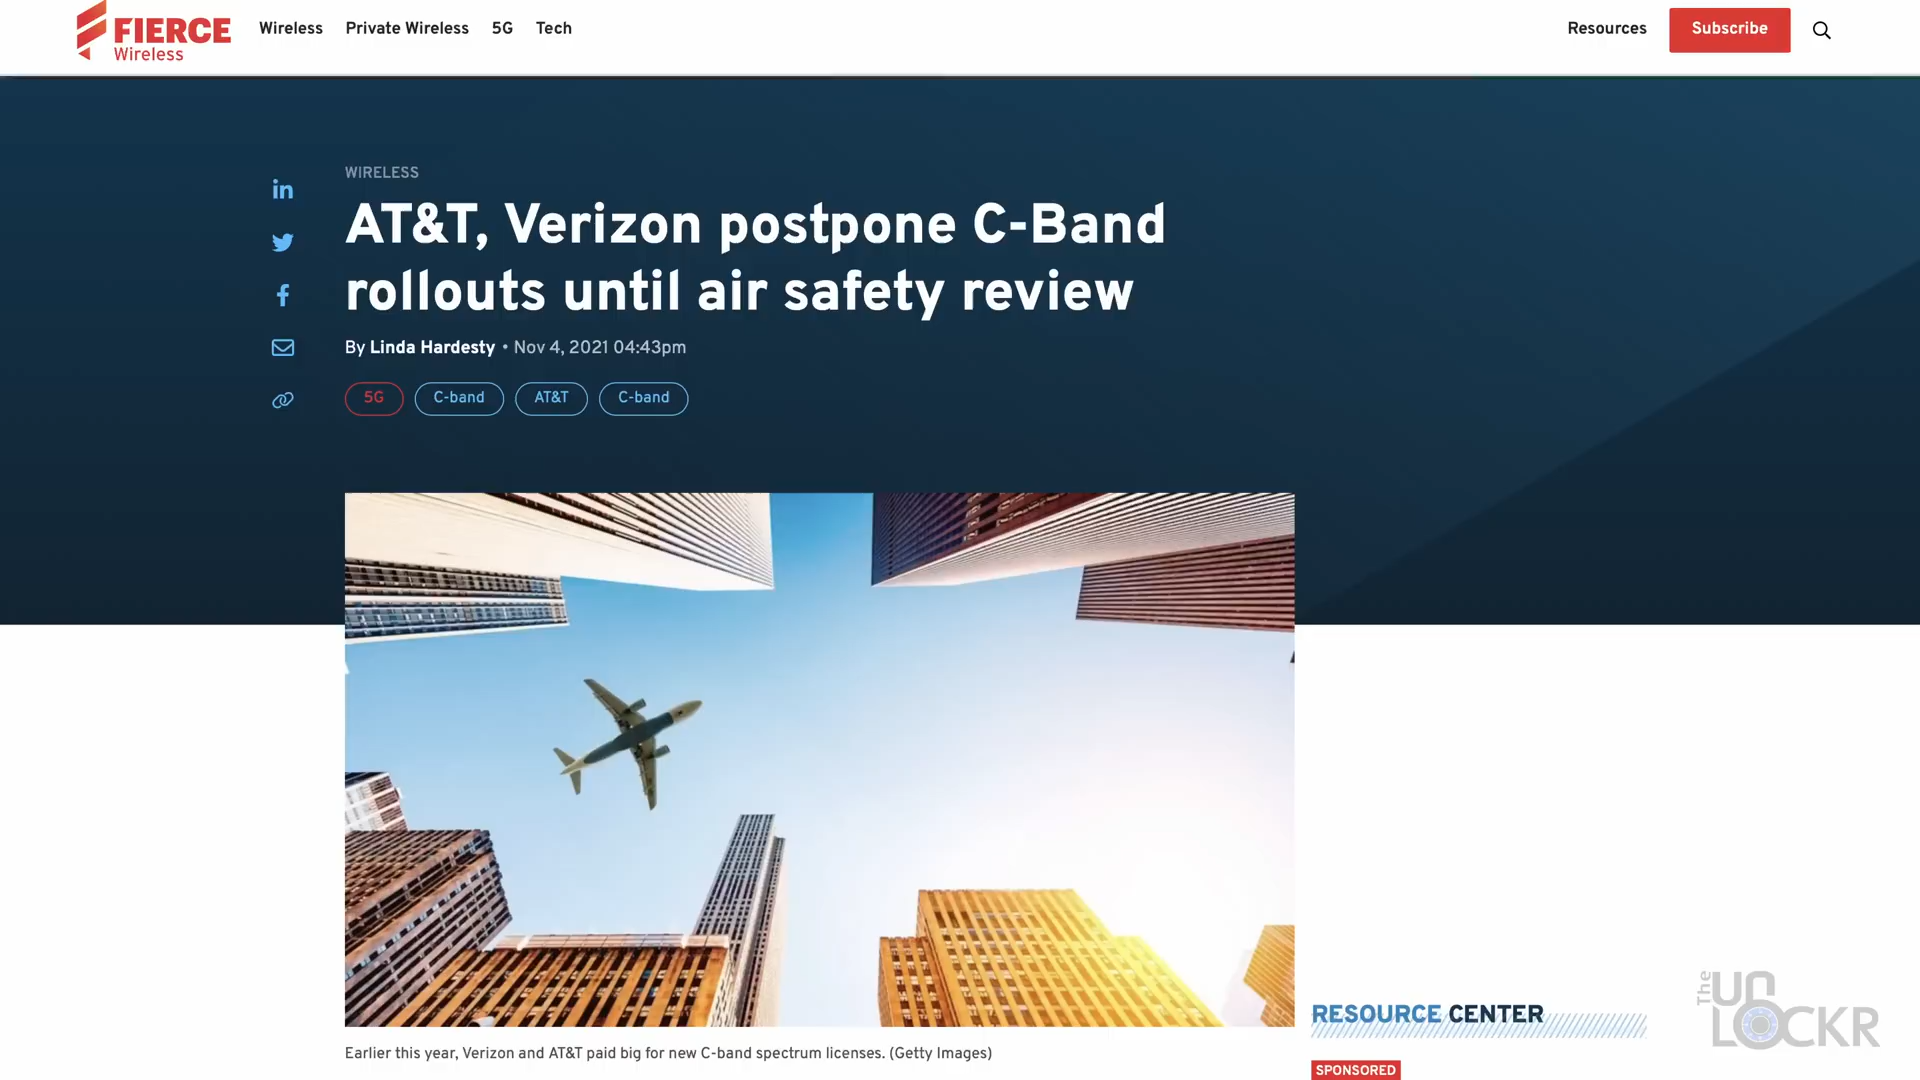 FIERCE
Wireless
Wireless Private Wireless 5G Tech
Resources Subscribe
WIRELESS
AT&T, Verizon postpone C-Band
rollouts until air safety review
By Linda Hardesty • Nov 4, 2021 04:43pm
5G C-band AT&T C-band
Earlier this year, Verizon and AT&T paid big for new C-band spectrum licenses. (Getty Images)
RESOURCE CENTER
SPONSORED
The
UN
LOCKR